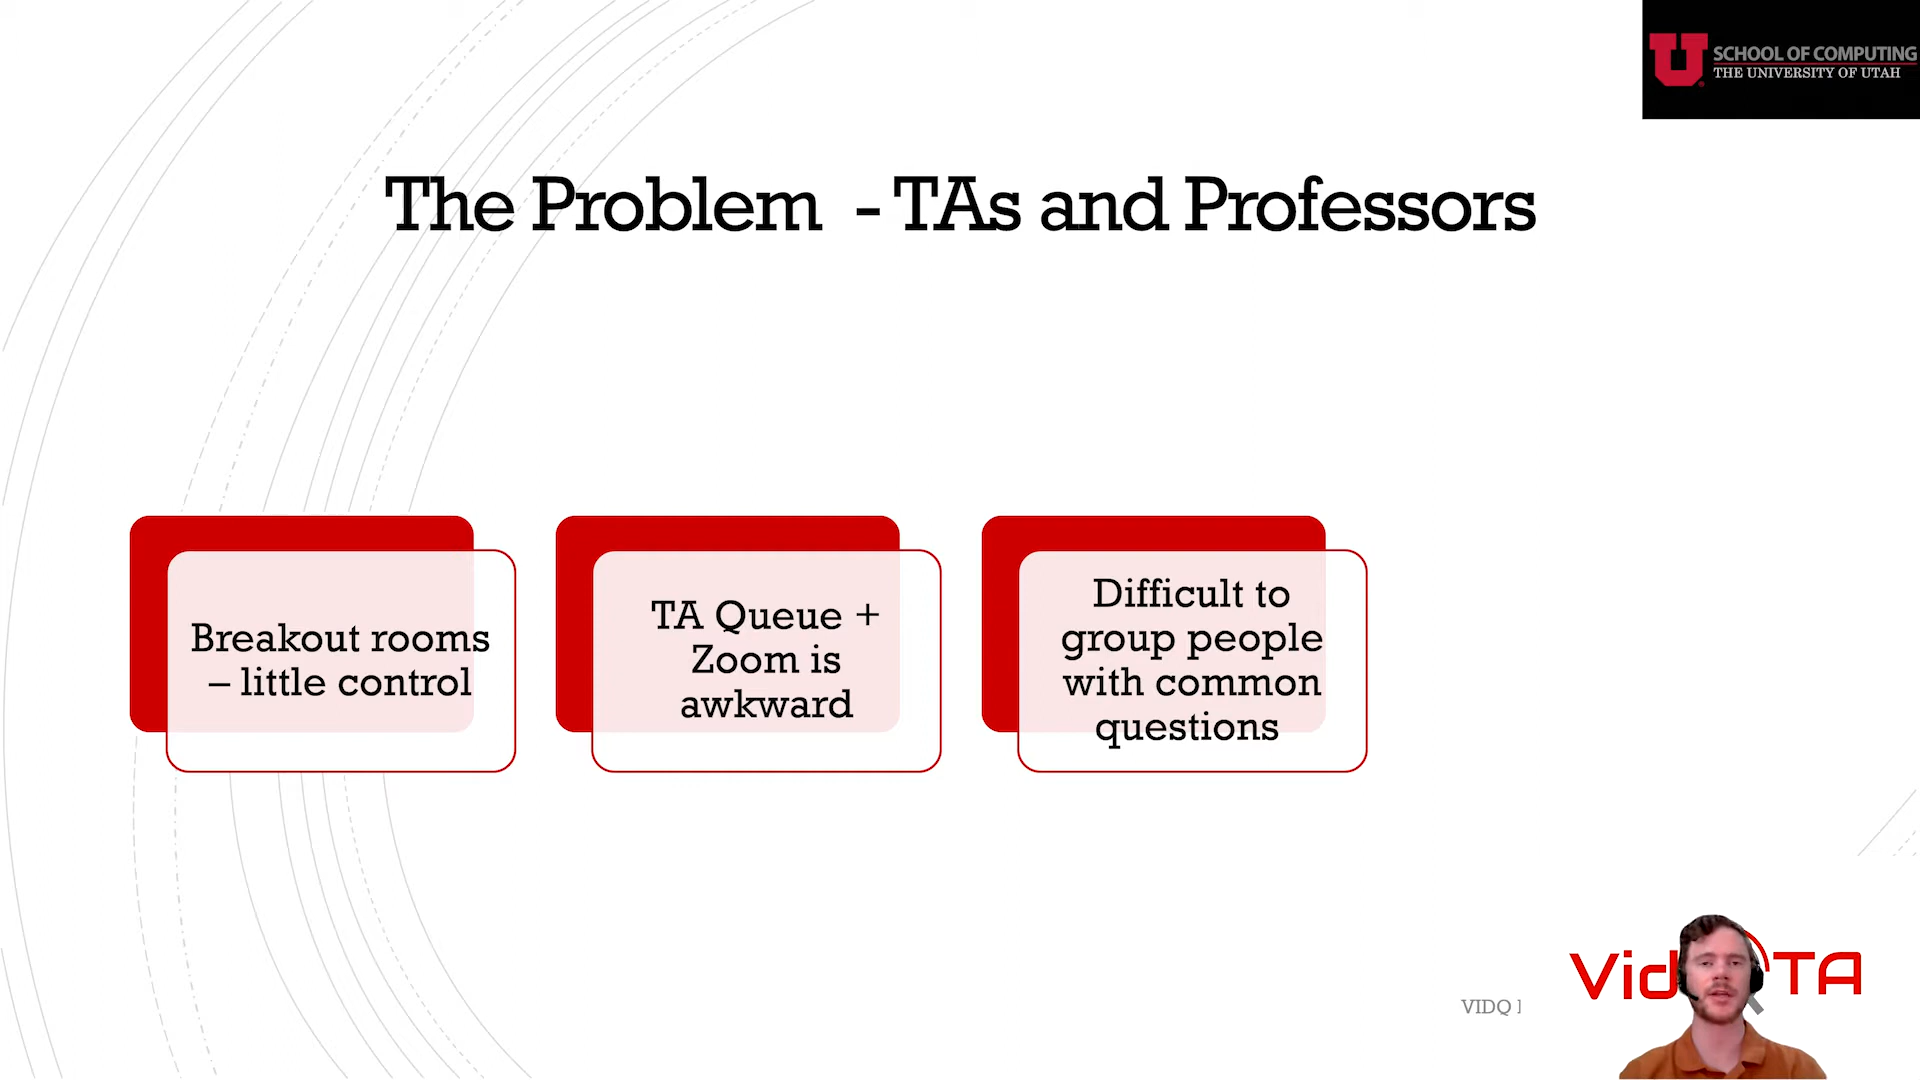 SCHOOL OF COMPUTING
THE UNIVERSITY OF UTAH
The Problem - TAs and Professors
Breakout rooms
– little control
TA Queue +
Zoom is
awkward
Difficult to
group people
with common
questions
Vid TA
VIDQ